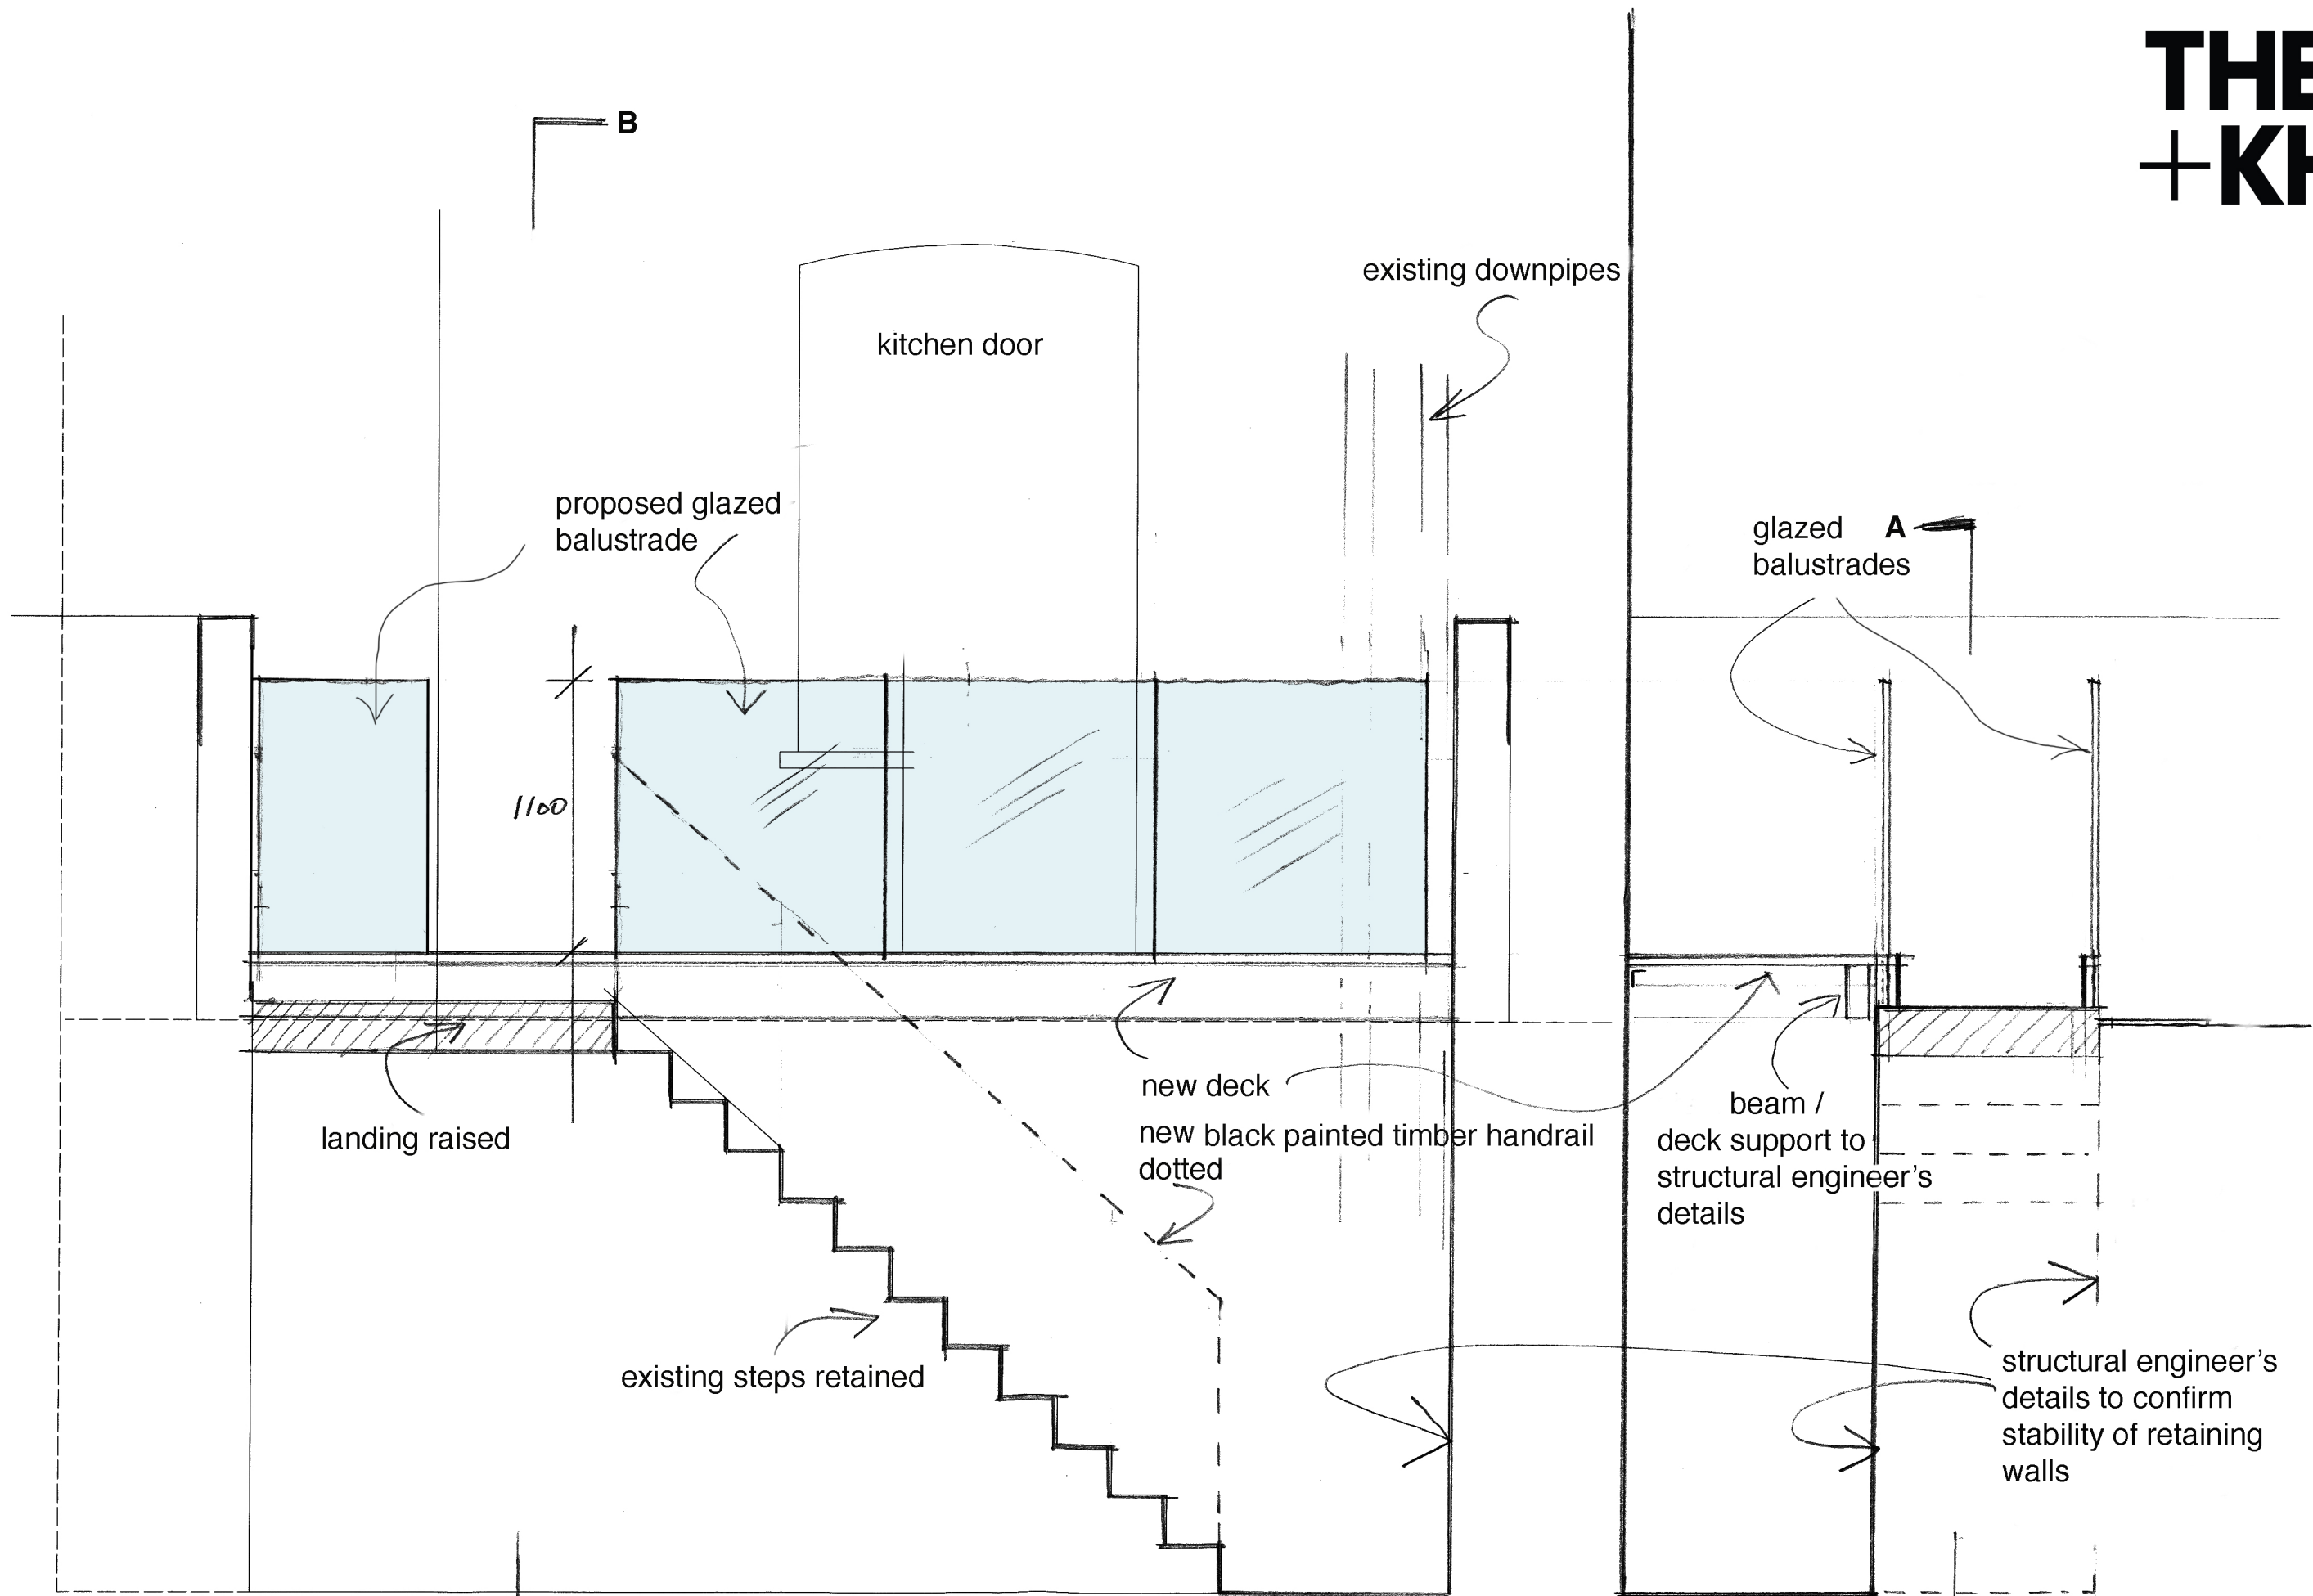 THE
+KH
B
existing downpipes
kitchen door
proposed glazed
balustrade
glazed
balustrades
A
1100
new deck
new black painted timber handrail
dotted
landing raised
beam /
deck support to
structural engineer’s
details
existing steps retained
structural engineer’s
details to confirm
stability of retaining
walls